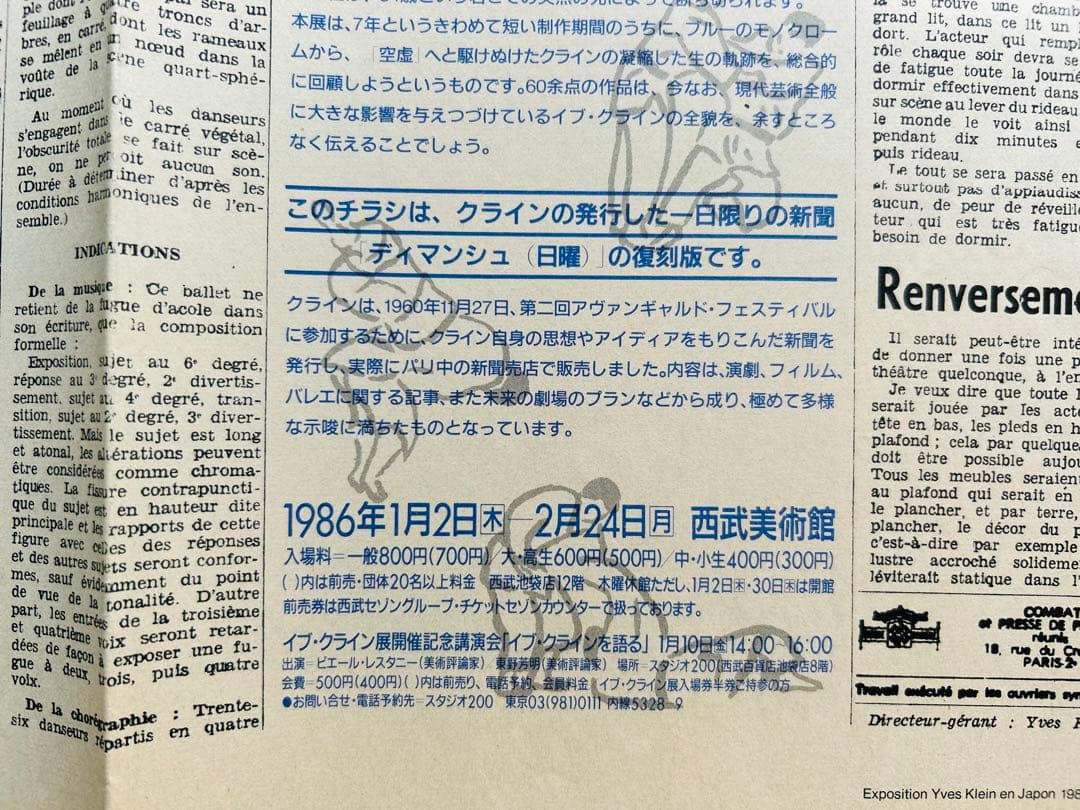 ple dont
sera un
feuillage à
troncs d'ar-
bres, en carré,
dont les rameaux
se mêlent en
nœud dans la
voûte de la scène quart-sphé-
rique.
Au moment où les danseurs
s'engagent dans le carré végétal,
l'obscurité totale se fait sur scè-
ne, on ne perçoit aucun son.
(Durée à déterminer d'après les
conditions harmoniques de l'en-
semble.)
INDICATIONS
De la musique : Ce ballet ne
retient de la fugue d'acole dans
son écriture, que la composition
formelle :
Exposition, sujet au 6e degré,
réponse au 3e degré, 2e divertis-
sement, sujet au 4e degré, tran-
sition, sujet au 2e degré, 3e diver-
tissement. Mais le sujet est long
et atonal, les altérations peuvent
être considérées comme chroma-
tiques. La fissure contrapuncti-
que du sujet est en hauteur dite
principale et les rapports de cette
figure avec celles des réponses
et des autres sujets seront confor-
mes, sauf évidemment du point
de vue de la tonalité. D'autre
part, les entrées de la troisième
et quatrième voix seront retar-
dées de façon à exposer une fu-
gue à deux, trois, puis quatre
voix.
De la chorégraphie : Trente-
six danseurs répartis en quatre
本展は、7年というきわめて短い制作期間のうちに、ブルーのモノクロー
ムから、「空虚」へと駆けぬけたクラインの凝縮した生の軌跡を、総合的
に回顧しようというものです。60余点の作品は、今なお、現代芸術全般
に大きな影響を与えつづけているイブ・クラインの全貌を、余すところ
なく伝えることでしょう。
このチラシは、クラインの発行した一日限りの新聞
「ディマンシュ(日曜)」の復刻版です。
クラインは、1960年11月27日、第二回アヴァンギャルド・フェスティバル
に参加するために、クライン自身の思想やアイディアをもりこんだ新聞を
発行し、実際にパリ中の新聞売店で販売しました。内容は、演劇、フィルム、
バレエに関する記事、また未来の劇場のプランなどから成り、極めて多様
な示唆に満ちたものとなっています。
1986年1月2日木—2月24日月 西武美術館
入場料=一般800円(700円)/大・高生600円(500円)/中・小生400円(300円)
( )内は前売・団体20名以上料金 西武池袋店12階 木曜休館ただし、1月2日木・30日木は開館
前売券は西武セゾングループ・チケットセゾンカウンターで扱っております。
イブ・クライン展開催記念講演会「イブ・クラインを語る」1月10日金14:00 16:00
出演=ピエール・レスタニー(美術評論家) 東野芳明(美術評論家) 場所=スタジオ200(西武百貨店池袋店8階)
会費=500円(400円)( )内は前売り、電話予約、会員料金 イブ・クライン展入場券半券ご持参の方
●お問い合せ・電話予約先=スタジオ200 東京03(981)0111 内線5328 9
la se trouve une chamb
grand lit, dans ce lit un
dort. L'acteur qui remp
rôle chaque soir devra se
de fatigue toute la journé
dormir effectivement dans
sur scène au lever du rideau
le monde le voit ainsi
pendant dix minutes e
puis rideau.
Le tout se sera passé en
et surtout pas d'applaudiss
aucun, de peur de réveille
teur qui est très fatigu
besoin de dormir.
Renverseme
Il serait peut-être inté
de donner une fois une p
théâtre quelconque, à l'en
Je veux dire que toute l
serait jouée par les acte
tête en bas, les pieds en h
plafond ; cela par quelque
doit être possible aujou
Tous les meubles seraien
au plafond qui serait en
le plancher, et par terre,
plancher, le décor du p
c'est-à-dire par exemple
lustre accroché solidemen
léviterait statique dans l'
COMBAT
et PRESSE DE P
réunis
18, rue du Cro
PARIS-2
Travail exécuté par les ouvriers syn
Directeur-gérant : Yves
Exposition Yves Klein en Japon 198